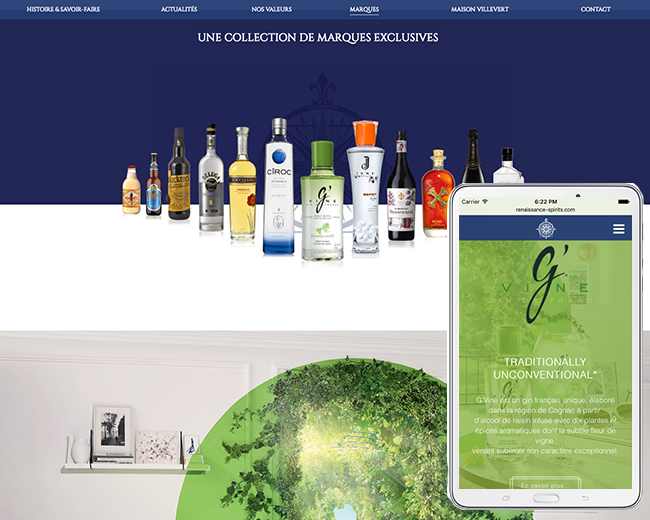 HISTOIRE & SAVOIR-FAIRE ACTUALITÉS NOS VALEURS MARQUES MAISON VILLEVERT CONTACT
UNE COLLECTION DE MARQUES EXCLUSIVES
CÎROC
G'
VINE
JUNE
Carrier 6:22 PM
renaissance-spirits.com
G'
VINE
TRADITIONALLY
UNCONVENTIONAL*
G'Vine est un gin français unique, élaboré
dans la région de Cognac à partir
d'alcool de raisin infusé avec dix plantes et
épices aromatiques dont la subtile fleur de
vigne
venant sublimer son caractère exceptionnel.
En savoir plus